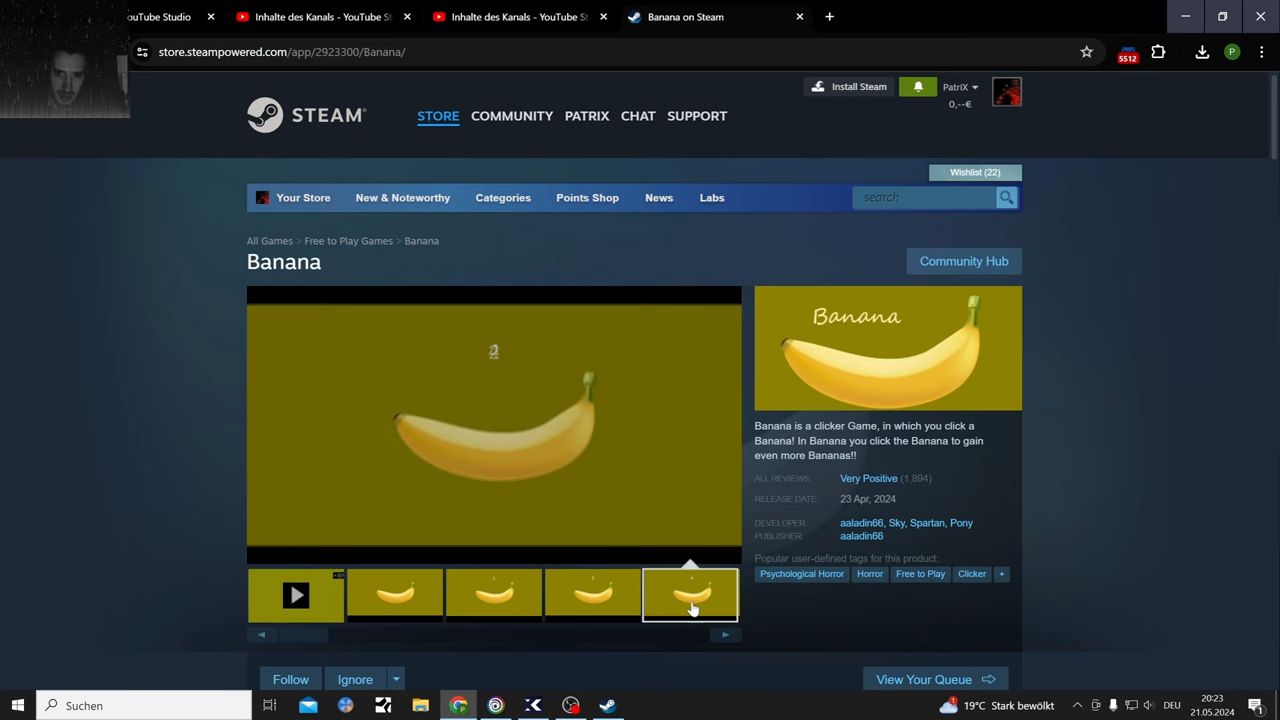 ouTube Studio
Inhalte des Kanals - YouTube St
Inhalte des Kanals - YouTube St
Banana on Steam
store.steampowered.com/app/2923300/Banana/
5512
P
Install Steam
PatriX
0,--€
STEAM®
STORE
COMMUNITY
PATRIX
CHAT
SUPPORT
Wishlist (22)
Your Store
New & Noteworthy
Categories
Points Shop
News
Labs
search
All Games > Free to Play Games > Banana
Banana
Community Hub
Banana
Banana is a clicker Game, in which you click a
Banana! In Banana you click the Banana to gain
even more Bananas!!
ALL REVIEWS: Very Positive (1,894)
RELEASE DATE: 23 Apr, 2024
DEVELOPER: aaladin66, Sky, Spartan, Pony
PUBLISHER: aaladin66
Popular user-defined tags for this product:
Psychological Horror
Horror
Free to Play
Clicker
+
Follow
Ignore
View Your Queue
Suchen
1
19°C Stark bewölkt
DEU
20:23
21.05.2024
1